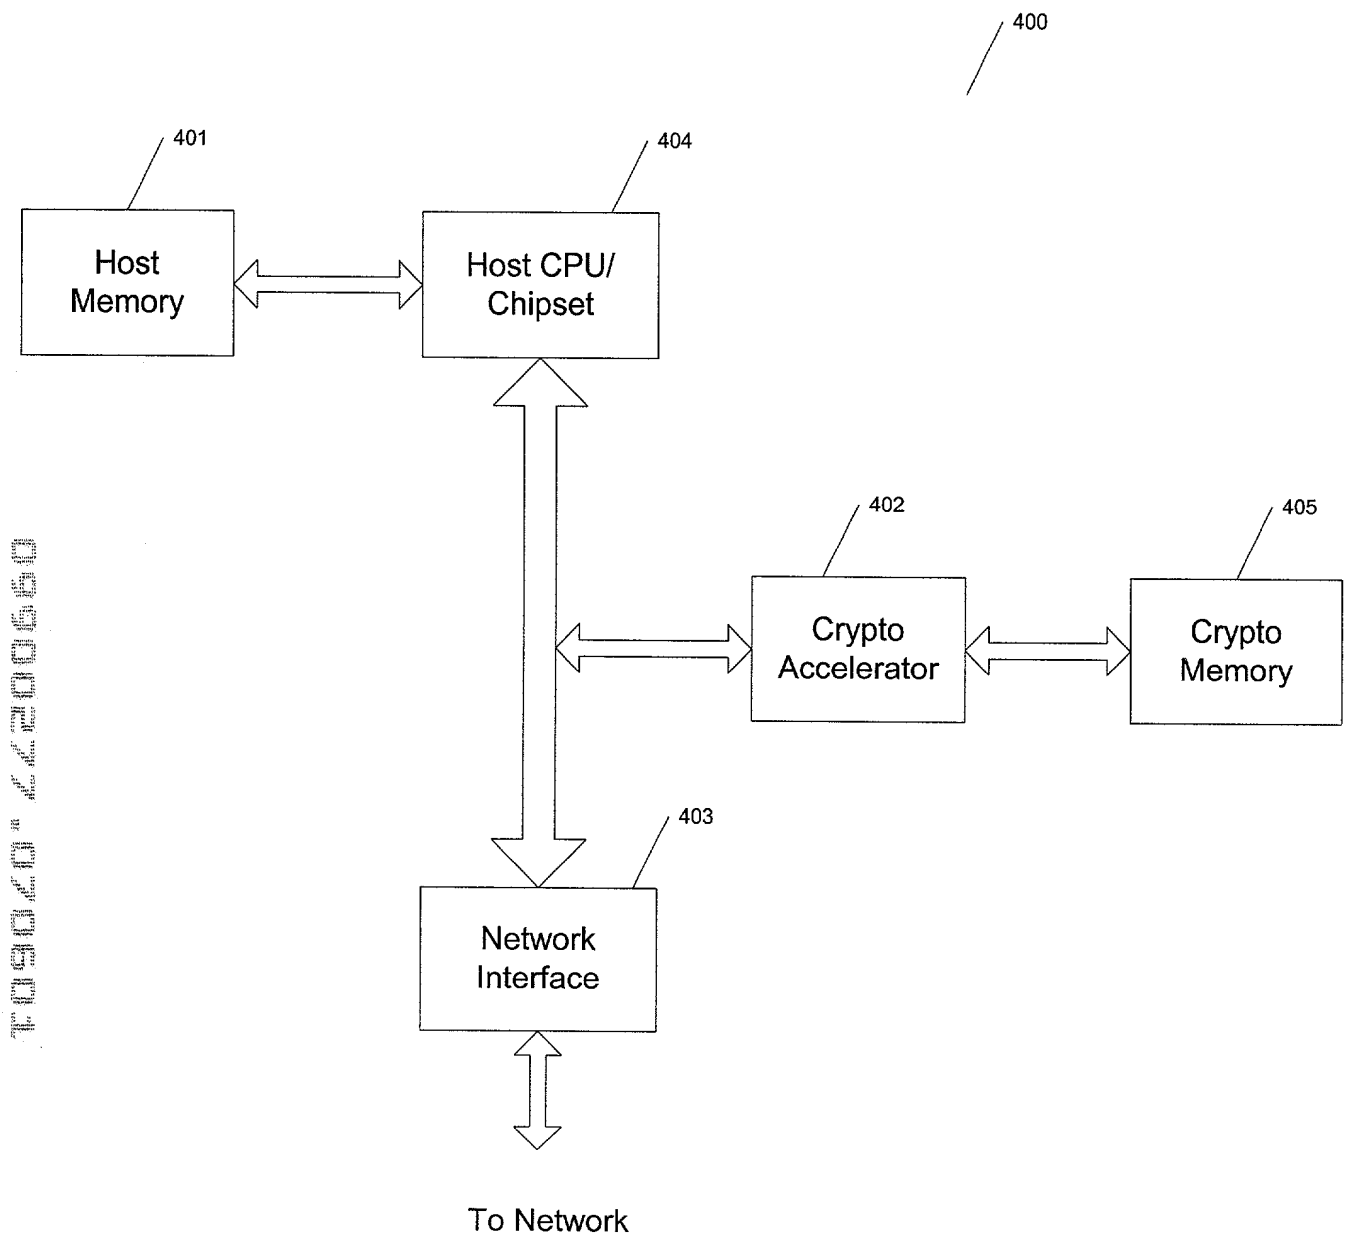 400
401
404
Host
Memory
Host CPU/
Chipset
402
405
Crypto
Accelerator
Crypto
Memory
403
Network
Interface
To Network